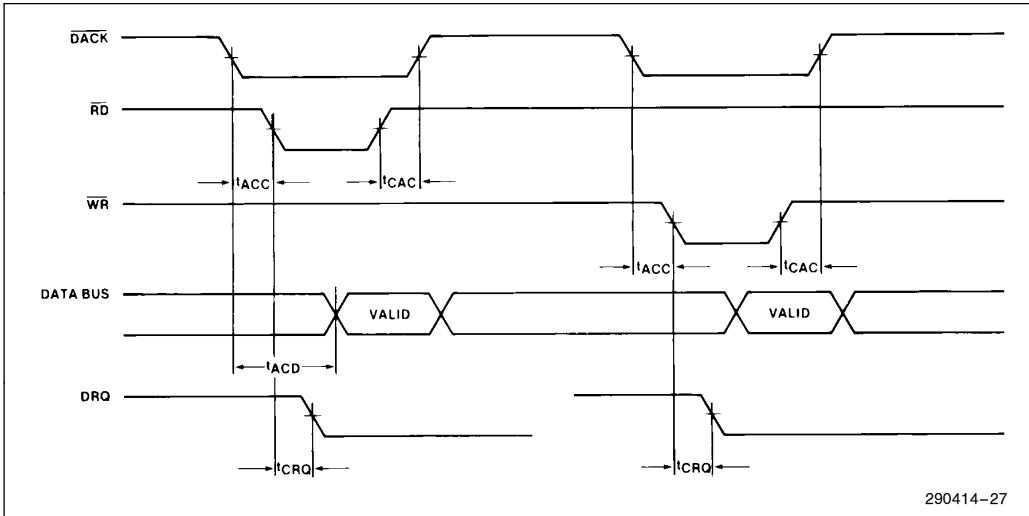 DACK
RD
tACC
tCAC
WR
tACC
tCAC
DATA BUS
VALID
VALID
tACD
DRQ
tCRQ
tCRQ
290414-27